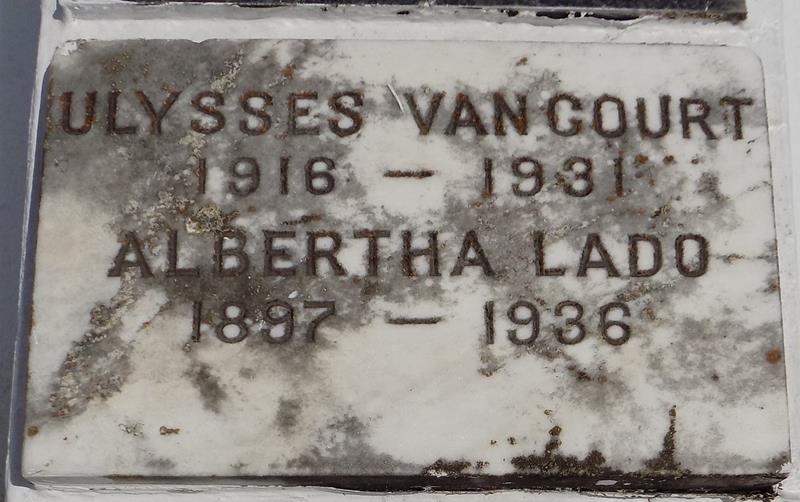 ULYSSES VANCOURT
1916 — 1931
ALBERTHA LADO
1897 — 1936